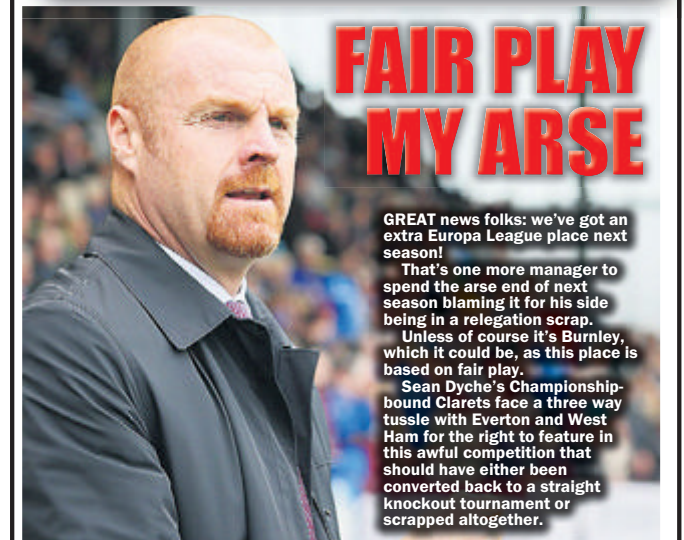 FAIR PLAY
MY ARSE
GREAT news folks: we've got an
extra Europa League place next
season!
That's one more manager to
spend the arse end of next
season blaming it for his side
being in a relegation scrap.
Unless of course it's Burnley,
which it could be, as this place is
based on fair play.
Sean Dyche's Championship-
bound Clarets face a three way
tussle with Everton and West
Ham for the right to feature in
this awful competition that
should have either been
converted back to a straight
knockout tournament or
scrapped altogether.